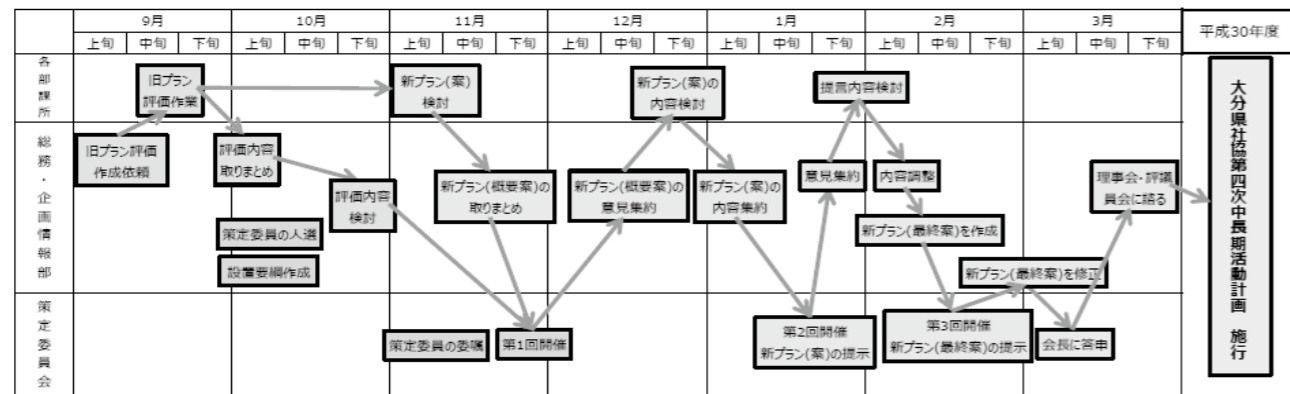 9月 10月 11月 12月 1月 2月 3月 平成30年度
上旬 中旬 下旬 上旬 中旬 下旬 上旬 中旬 下旬 上旬 中旬 下旬 上旬 中旬 下旬 上旬 中旬 下旬 上旬 中旬 下旬
各部課所
旧プラン
評価作業
新プラン(案)
検討
新プラン(案)の
内容検討
提言内容検討
総務・企画情報部
旧プラン評価
作成依頼
評価内容
取りまとめ
評価内容
検討
策定委員の人選
設置要綱作成
新プラン(概要案)の
取りまとめ
新プラン(概要案)の
意見集約
新プラン(案)の
内容集約
意見集約
内容調整
新プラン(最終案)を作成
新プラン(最終案)を修正
理事会・評議
員会に諮る
策定委員会
策定委員の委嘱
第1回開催
第2回開催
新プラン(案)の提示
第3回開催
新プラン(最終案)の提示
会長に答申
大分県社協第四次中長期活動計画 施行